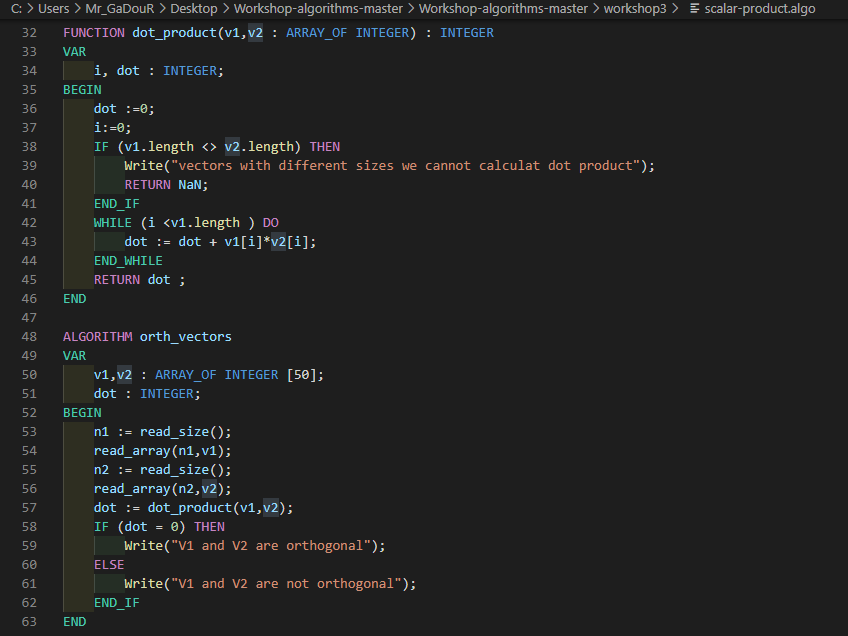 C: > Users > Mr_GaDouR > Desktop > Workshop-algorithms-master > Workshop-algorithms-master > workshop3 > scalar-product.algo
32 FUNCTION dot_product(v1,v2 : ARRAY_OF INTEGER) : INTEGER
33 VAR
34     i, dot : INTEGER;
35 BEGIN
36     dot :=0;
37     i:=0;
38     IF (v1.length <> v2.length) THEN
39         Write("vectors with different sizes we cannot calculat dot product");
40         RETURN NaN;
41     END_IF
42     WHILE (i <v1.length ) DO
43         dot := dot + v1[i]*v2[i];
44     END_WHILE
45     RETURN dot ;
46 END
47
48 ALGORITHM orth_vectors
49 VAR
50     v1,v2 : ARRAY_OF INTEGER [50];
51     dot : INTEGER;
52 BEGIN
53     n1 := read_size();
54     read_array(n1,v1);
55     n2 := read_size();
56     read_array(n2,v2);
57     dot := dot_product(v1,v2);
58     IF (dot = 0) THEN
59         Write("V1 and V2 are orthogonal");
60     ELSE
61         Write("V1 and V2 are not orthogonal");
62     END_IF
63 END